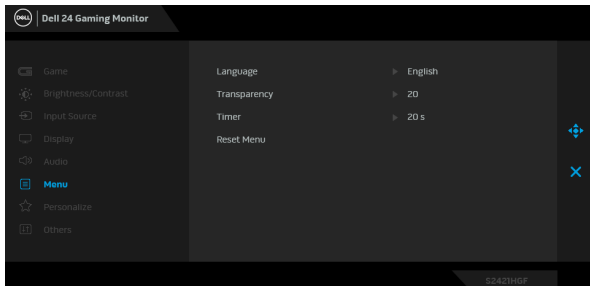 DELL
Dell 24 Gaming Monitor
Game
Brightness/Contrast
Input Source
Display
Audio
Menu
Personalize
Others
Language English
Transparency 20
Timer 20 s
Reset Menu
S2421HGF